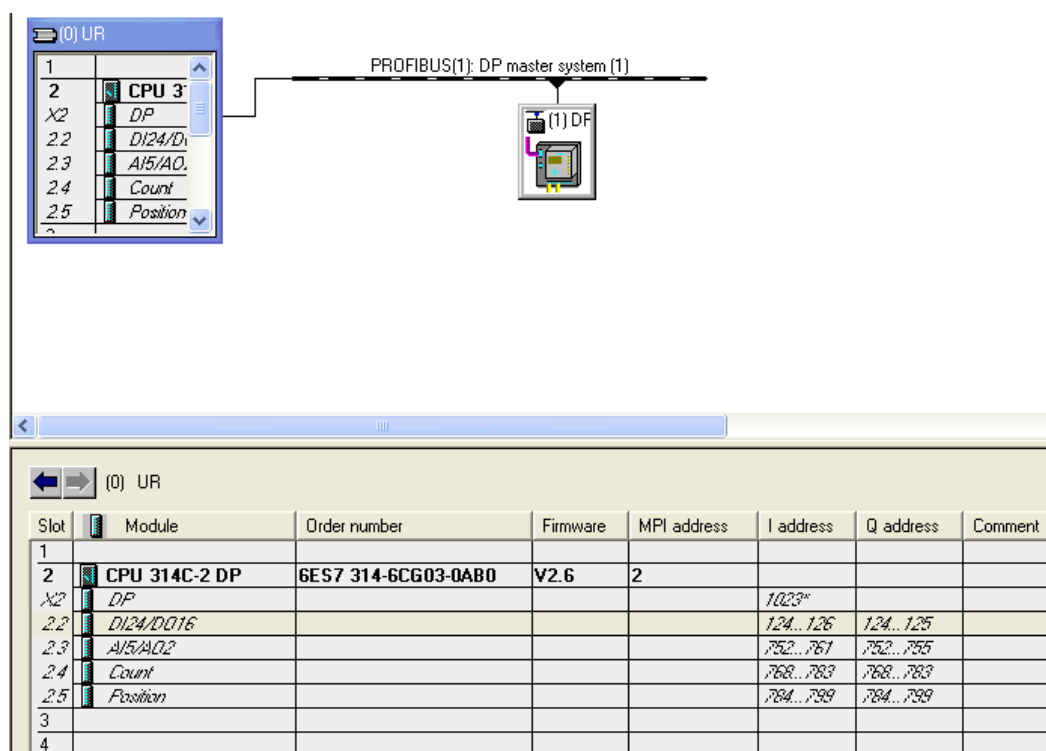 (0) UR
1
2 CPU 3
X2 DP
2.2 DI24/D
2.3 AI5/AO
2.4 Count
2.5 Position
PROFIBUS(1): DP master system (1)
(1) DP
(0) UR
Slot Module Order number Firmware MPI address I address Q address Comment
1
2 CPU 314C-2 DP 6ES7 314-6CG03-0AB0 V2.6 2
X2 DP 1023*
2.2 DI24/DO16 124...126 124...125
2.3 AI5/AO2 752...761 752...755
2.4 Count 768...783 768...783
2.5 Position 784...799 784...799
3
4